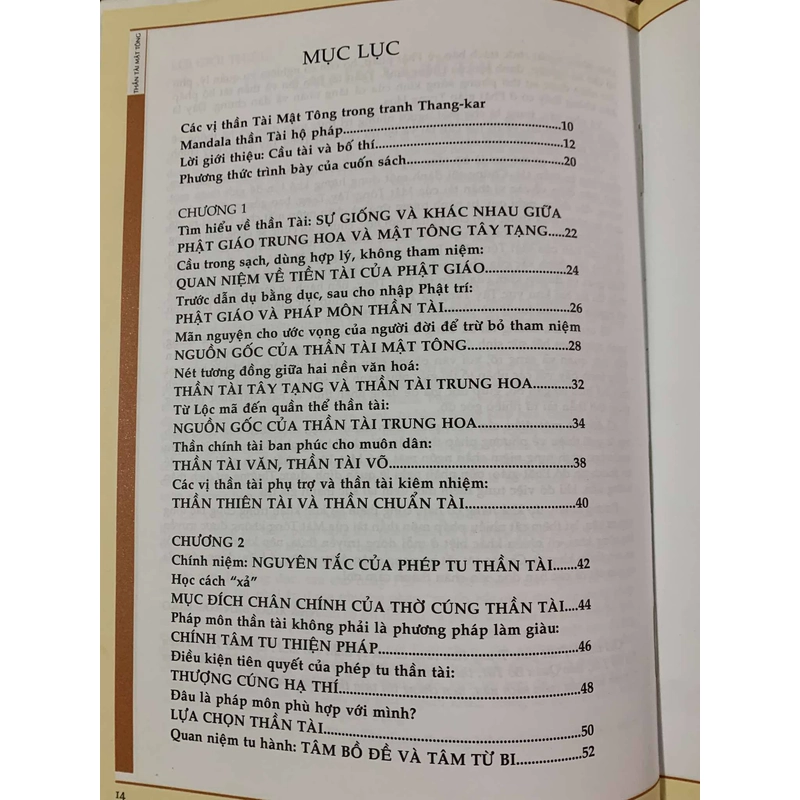 THẦN TÀI MẬT TÔNG
MỤC LỤC
Các vị thần Tài Mật Tông trong tranh Thang-kar
Mandala thần Tài hộ pháp..........10
Lời giới thiệu: Cầu tài và bố thí..........12
Phương thức trình bày của cuốn sách..........20
CHƯƠNG 1
Tìm hiểu về thần Tài: SỰ GIỐNG VÀ KHÁC NHAU GIỮA
PHẬT GIÁO TRUNG HOA VÀ MẬT TÔNG TÂY TẠNG.....22
Cầu trong sạch, dùng hợp lý, không tham niệm:
QUAN NIỆM VỀ TIỀN TÀI CỦA PHẬT GIÁO..........24
Trước dẫn dụ bằng dục, sau cho nhập Phật trí:
PHẬT GIÁO VÀ PHÁP MÔN THẦN TÀI..........26
Mãn nguyện cho ước vọng của người đời để trừ bỏ tham niệm
NGUỒN GỐC CỦA THẦN TÀI MẬT TÔNG..........28
Nét tương đồng giữa hai nền văn hoá:
THẦN TÀI TÂY TẠNG VÀ THẦN TÀI TRUNG HOA..........32
Từ Lộc mã đến quần thể thần tài:
NGUỒN GỐC CỦA THẦN TÀI TRUNG HOA..........34
Thần chính tài ban phúc cho muôn dân:
THẦN TÀI VĂN, THẦN TÀI VÕ..........38
Các vị thần tài phụ trợ và thần tài kiêm nhiệm:
THẦN THIÊN TÀI VÀ THẦN CHUẨN TÀI..........40
CHƯƠNG 2
Chính niệm: NGUYÊN TẮC CỦA PHÉP TU THẦN TÀI.......42
Học cách "xả"
MỤC ĐÍCH CHÂN CHÍNH CỦA THỜ CÚNG THẦN TÀI....44
Pháp môn thần tài không phải là phương pháp làm giàu:
CHÍNH TÂM TU THIỆN PHÁP..........46
Điều kiện tiên quyết của phép tu thần tài:
THƯỢNG CÚNG HẠ THÍ..........48
Đâu là pháp môn phù hợp với mình?
LỰA CHỌN THẦN TÀI..........50
Quan niệm tu hành: TÂM BỒ ĐỀ VÀ TÂM TỪ BI..........52
14